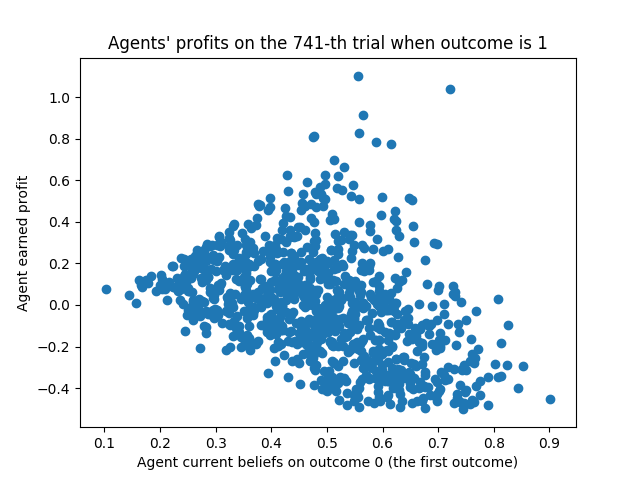 Agents' profits on the 741-th trial when outcome is 1
1.0
0.8
0.6
0.4
0.2
0.0
−0.2
−0.4
Agent earned profit
0.1 0.2 0.3 0.4 0.5 0.6 0.7 0.8 0.9
Agent current beliefs on outcome 0 (the first outcome)